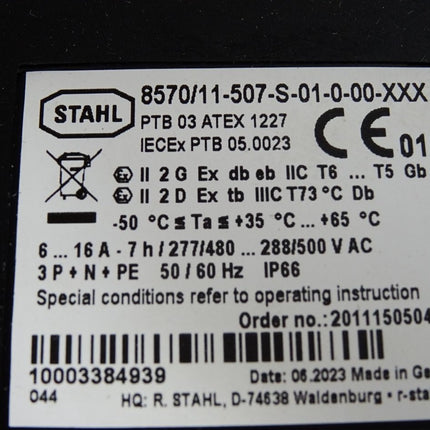 STAHL
8570/11-507-S-01-0-00-XXX
PTB 03 ATEX 1227
IECEx PTB 05.0023
CE 01
Ex II 2 G Ex db eb IIC T6 ... T5 Gb
Ex II 2 D Ex tb IIIC T73 °C Db
-50 °C ≤ Ta ≤ +35 °C ... +65 °C
6 ... 16 A - 7 h / 277/480 ... 288/500 V AC
3 P + N + PE 50 / 60 Hz IP66
Special conditions refer to operating instruction
Order no.: 2011150504
10003384939
Date: 06.2023 Made in Ge
044
HQ: R. STAHL, D-74638 Waldenburg • r-sta